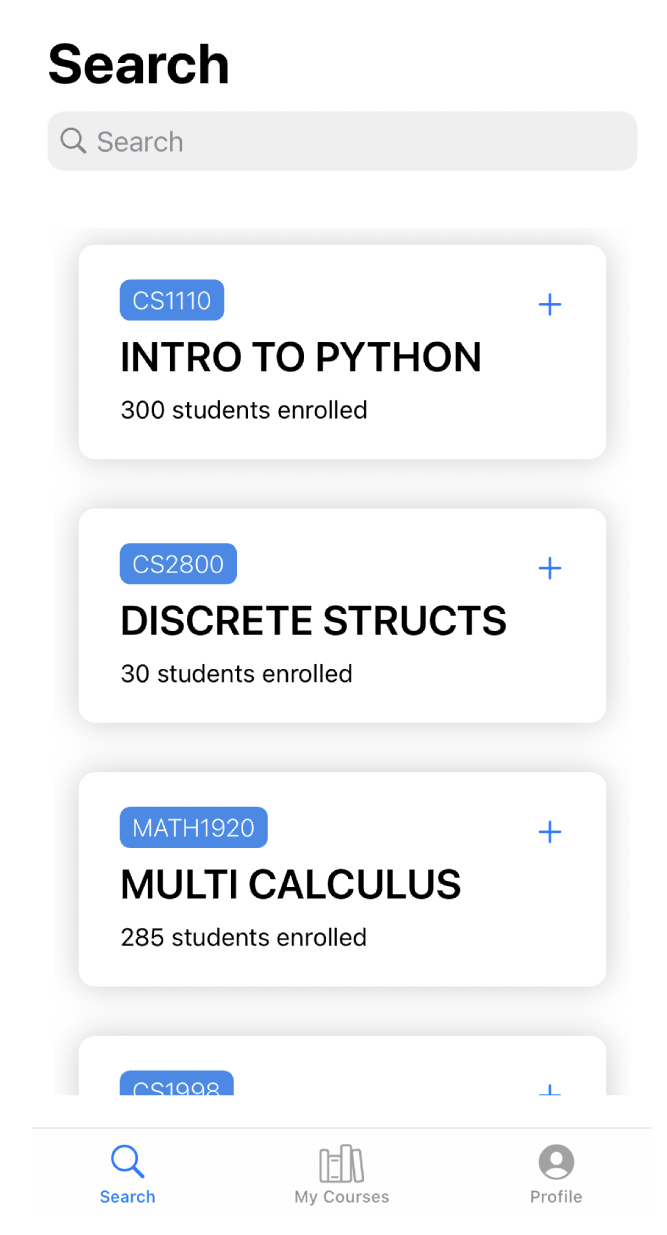 Search
Search
CS1110
INTRO TO PYTHON
300 students enrolled
CS2800
DISCRETE STRUCTS
30 students enrolled
MATH1920
MULTI CALCULUS
285 students enrolled
CS1998
Search
My Courses
Profile